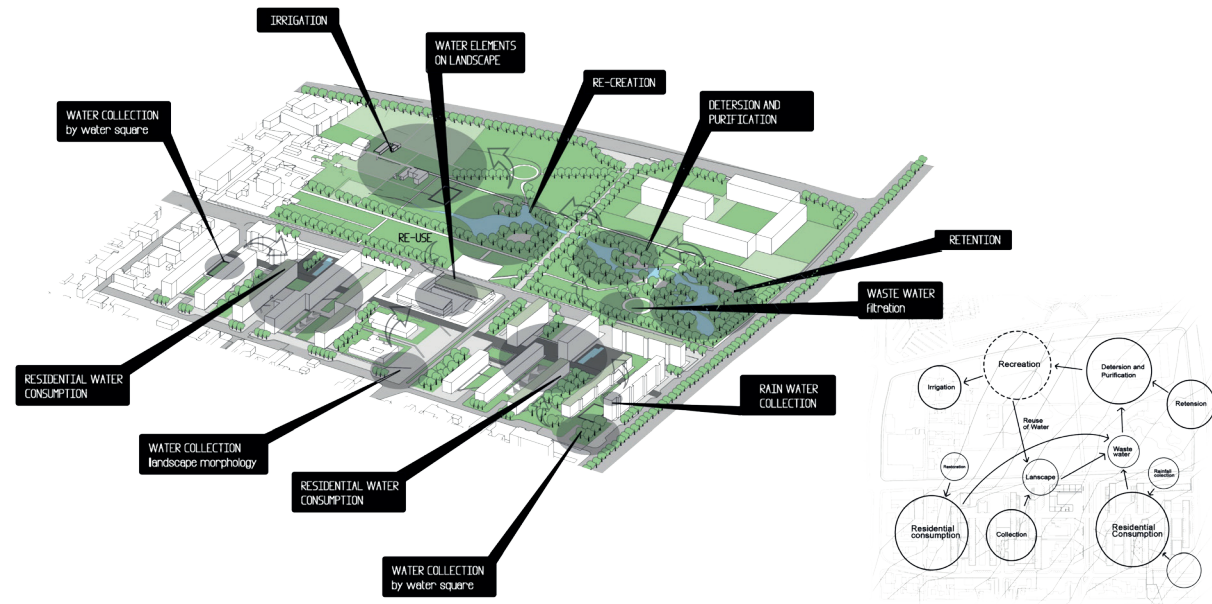 IRRIGATION
WATER ELEMENTS
ON LANDSCAPE
RE-CREATION
DETERSION AND
PURIFICATION
WATER COLLECTION
by water square
RE-USE
RETENTION
WASTE WATER
filtration
RESIDENTIAL WATER
CONSUMPTION
RAIN WATER
COLLECTION
WATER COLLECTION
landscape morphology
RESIDENTIAL WATER
CONSUMPTION
WATER COLLECTION
by water square
Recreation
Detersion and
Purification
Irrigation
Retension
Reuse
of Water
Waste
water
Restoration
Lanscape
Rainfall
collection
Residential
consumption
Collection
Residential
Consumption